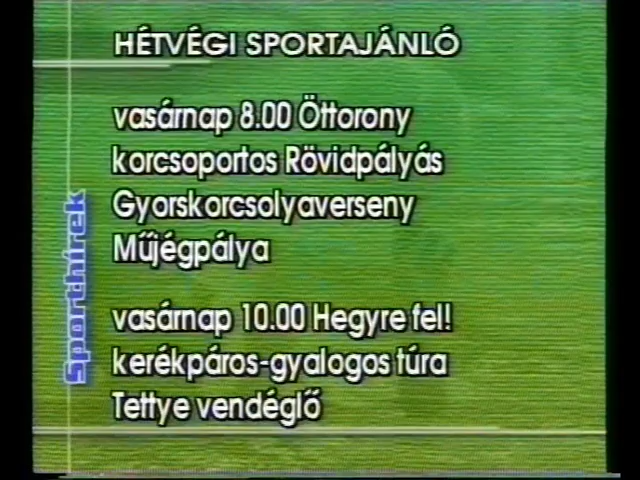 HÉTVÉGI SPORTAJÁNLÓ
vasárnap 8.00 Öttorony
korcsoportos Rövidpályás
Gyorskorcsolyaverseny
Műjégpálya
vasárnap 10.00 Hegyre fel!
kerékpáros-gyalogos túra
Tettye vendéglő
Sporthírek